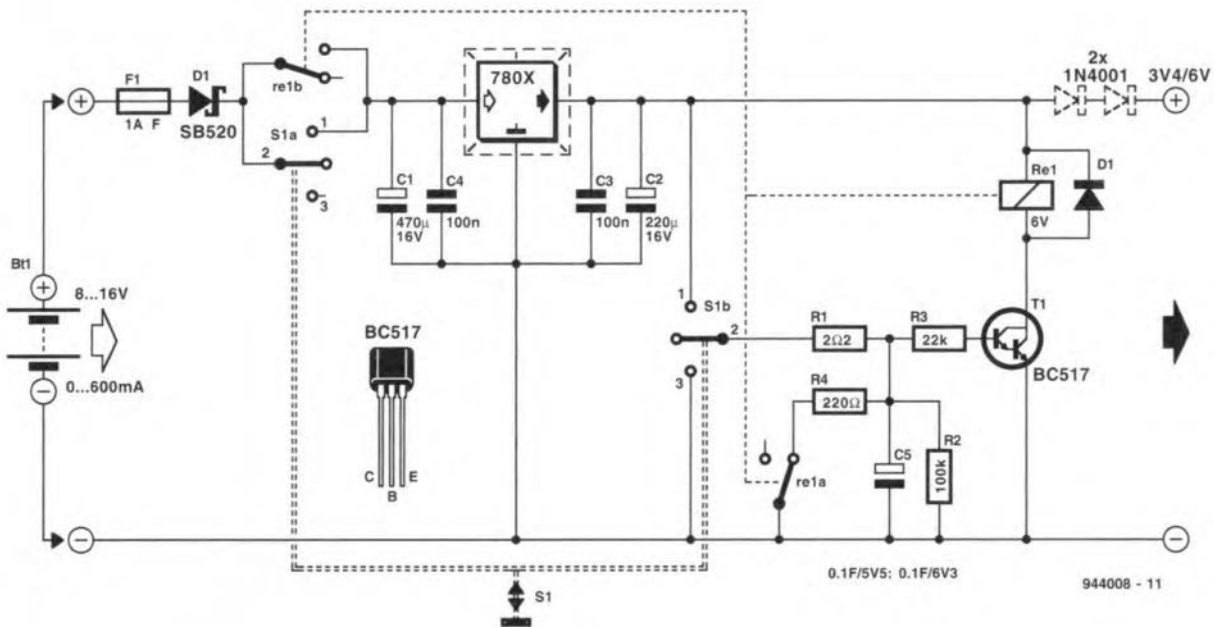 F1
1A F
D1
SB520
re1b
S1a
1
2
3
780X
C1
470µ
16V
C4
100n
C3
100n
C2
220µ
16V
2x
1N4001
3V4/6V
+
Re1
6V
D1
Bt1
+
8...16V
0...600mA
−
+
−
BC517
C
B
E
1
S1b
2
3
R1
2Ω2
R3
22k
T1
BC517
R4
220Ω
C5
R2
100k
re1a
−
0.1F/5V5; 0.1F/6V3
944008 - 11
S1